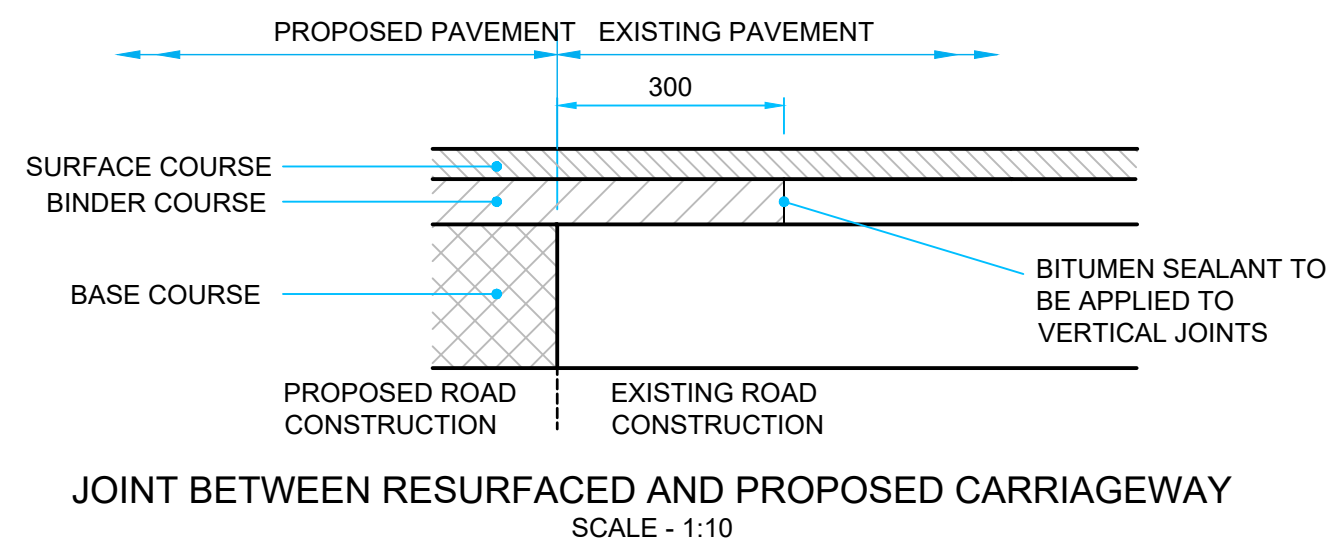 PROPOSED PAVEMENT
EXISTING PAVEMENT
300
SURFACE COURSE
BINDER COURSE
BASE COURSE
BITUMEN SEALANT TO
BE APPLIED TO
VERTICAL JOINTS
PROPOSED ROAD
CONSTRUCTION
EXISTING ROAD
CONSTRUCTION
JOINT BETWEEN RESURFACED AND PROPOSED CARRIAGEWAY
SCALE - 1:10